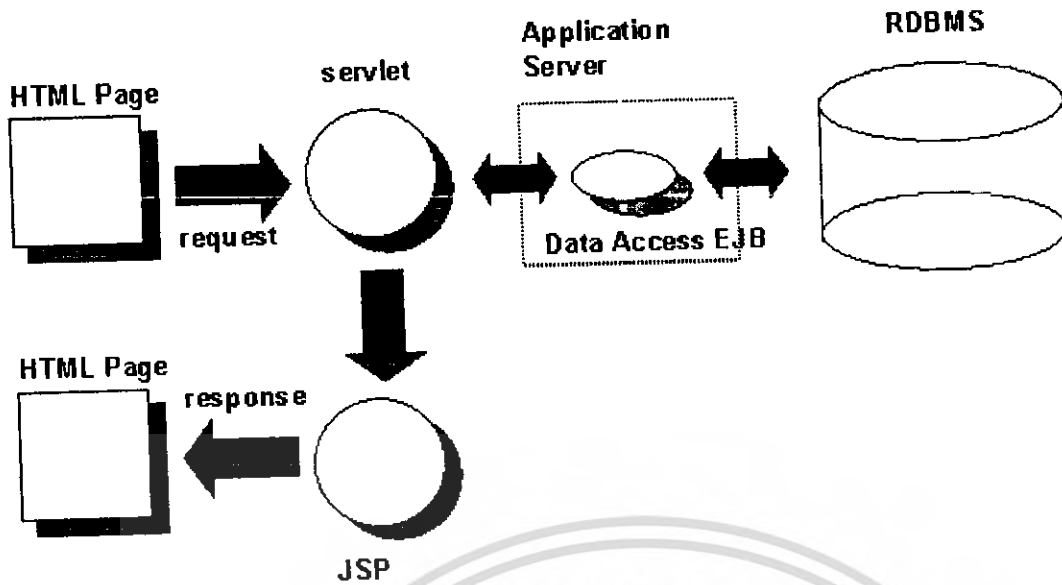 HTML Page
servlet
Application
Server
RDBMS
request
Data Access EJB
HTML Page
response
JSP